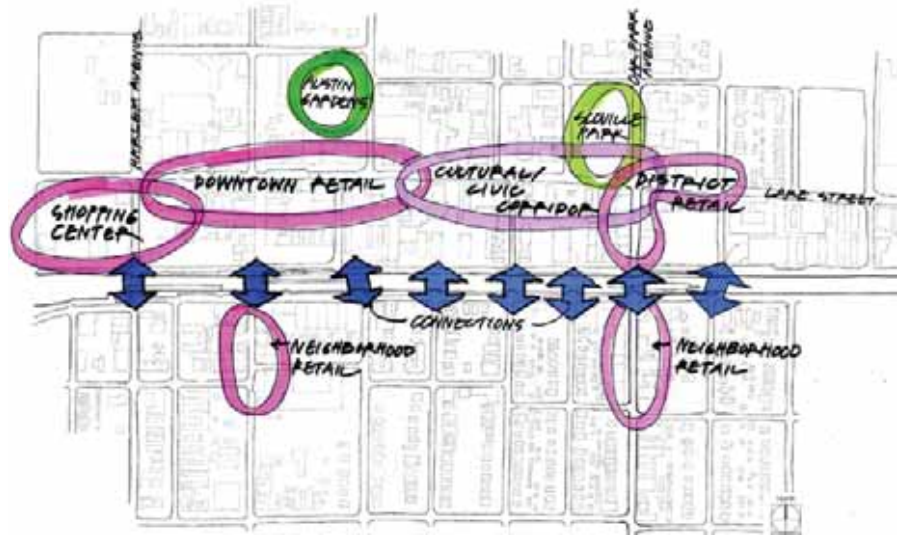 HARLEM AVENUE
OAK PARK
AVENUE
AUSTIN
GARDENS
SCOVILLE
PARK
DOWNTOWN RETAIL
CULTURAL/
CIVIC
CORRIDOR
DISTRICT
RETAIL
LAKE STREET
SHOPPING
CENTER
CONNECTIONS
NEIGHBORHOOD
RETAIL
NEIGHBORHOOD
RETAIL